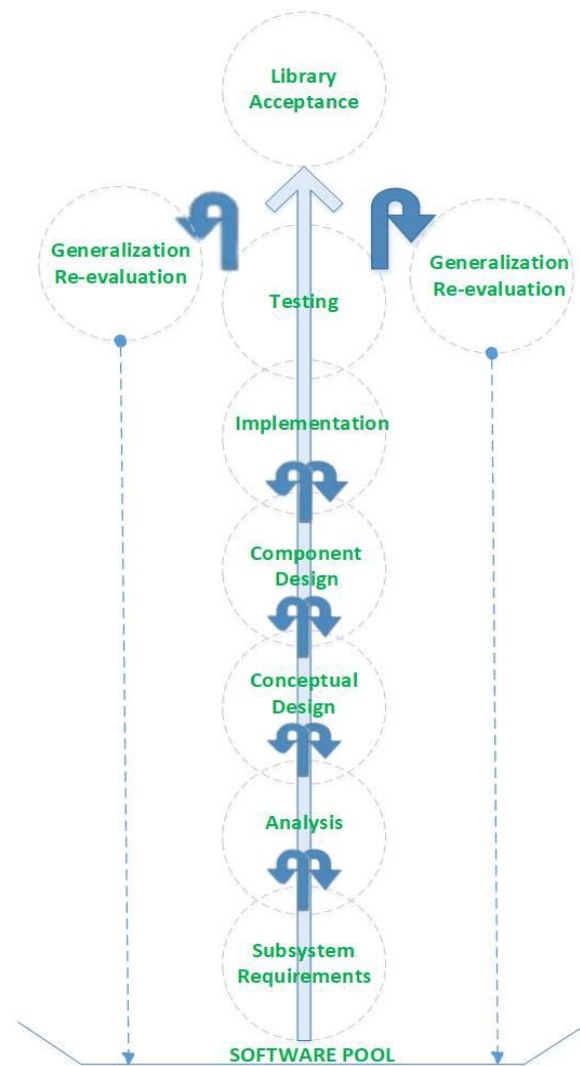 Library
Acceptance
Generalization
Re-evaluation
Generalization
Re-evaluation
Testing
Implementation
Component
Design
Conceptual
Design
Analysis
Subsystem
Requirements
SOFTWARE POOL